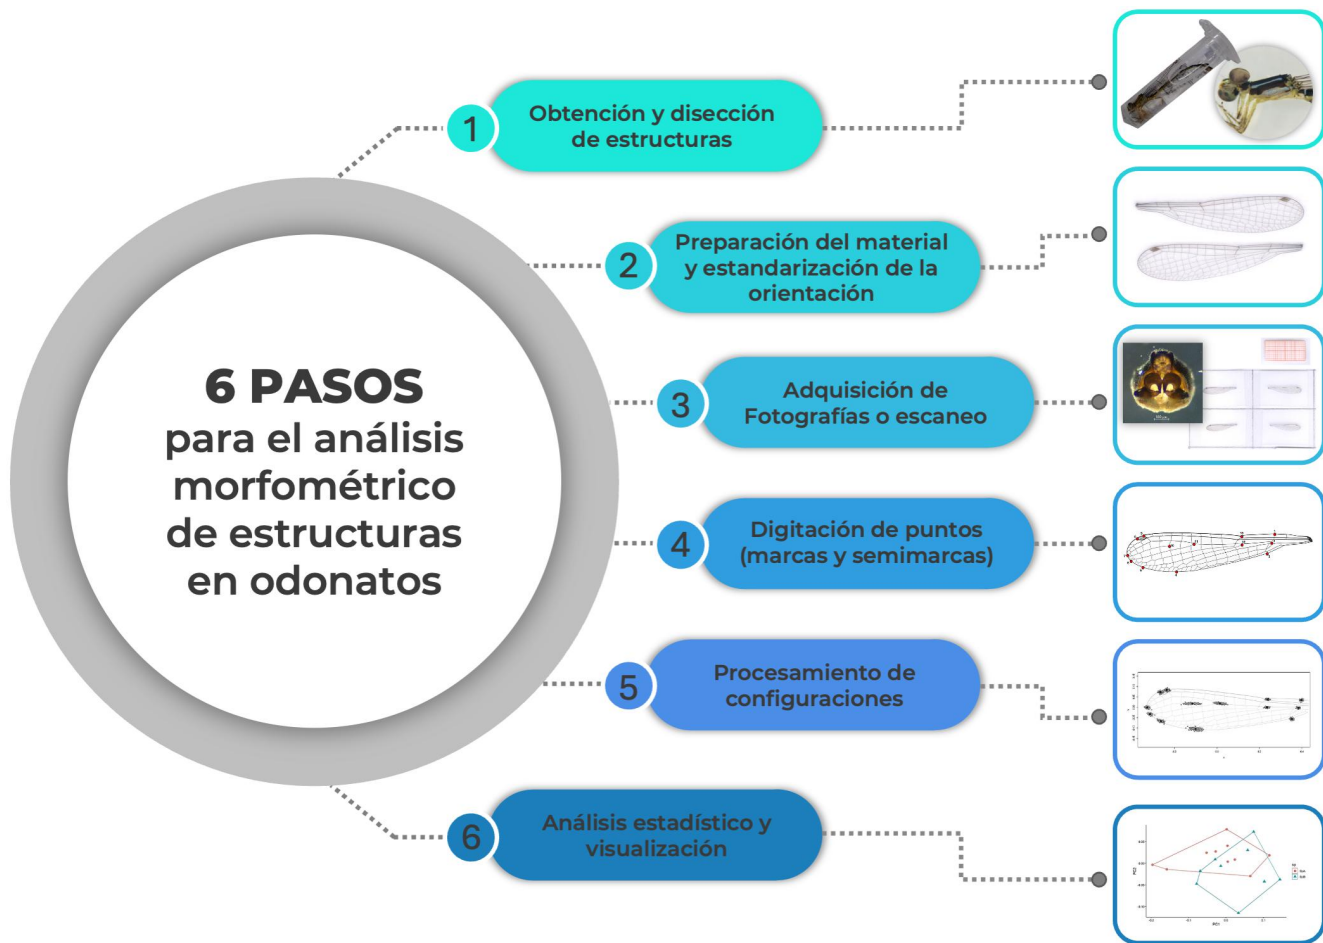 6 PASOS
para el análisis
morfométrico
de estructuras
en odonatos
1
Obtención y disección
de estructuras
2
Preparación del material
y estandarización de la
orientación
3
Adquisición de
Fotografías o escaneo
4
Digitación de puntos
(marcas y semimarcas)
5
Procesamiento de
configuraciones
6
Análisis estadístico y
visualización
PC2
PC1